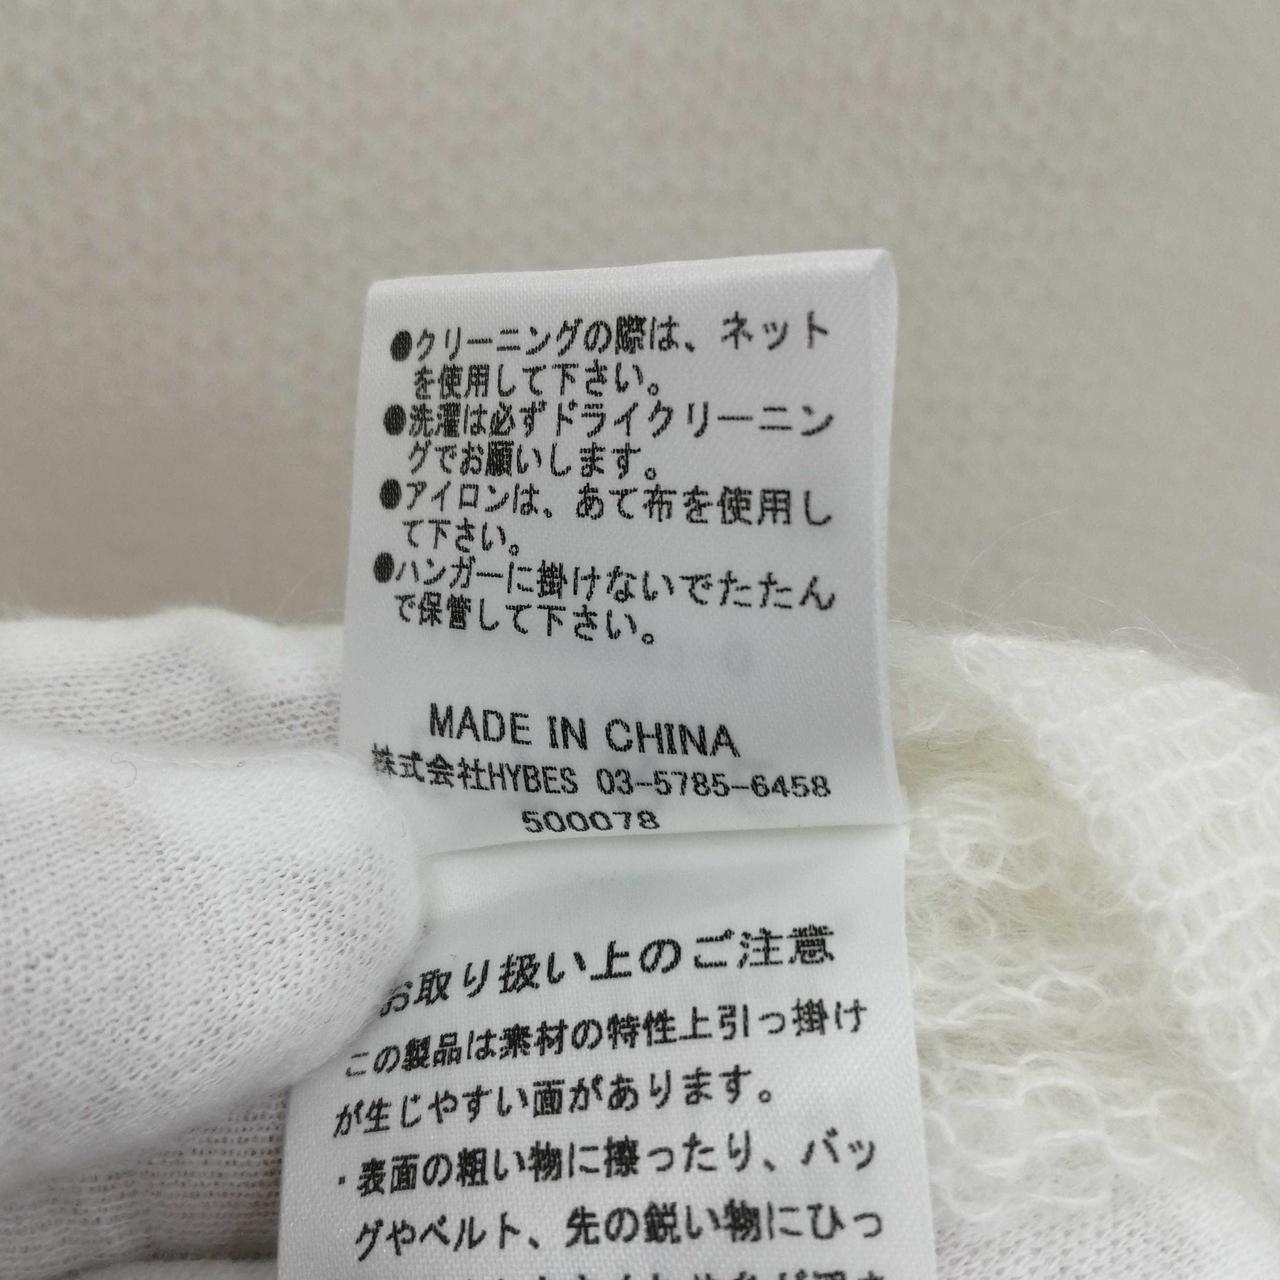 ●クリーニングの際は、ネット
を使用して下さい。
●洗濯は必ずドライクリーニン
グでお願いします。
●アイロンは、あて布を使用し
て下さい。
●ハンガーに掛けないでたたん
で保管して下さい。
MADE IN CHINA
株式会社HYBES 03-5785-6458
500078
お取り扱い上のご注意
この製品は素材の特性上引っ掛け
が生じやすい面があります。
・表面の粗い物に擦ったり、バッ
グやベルト、先の鋭い物にひっ